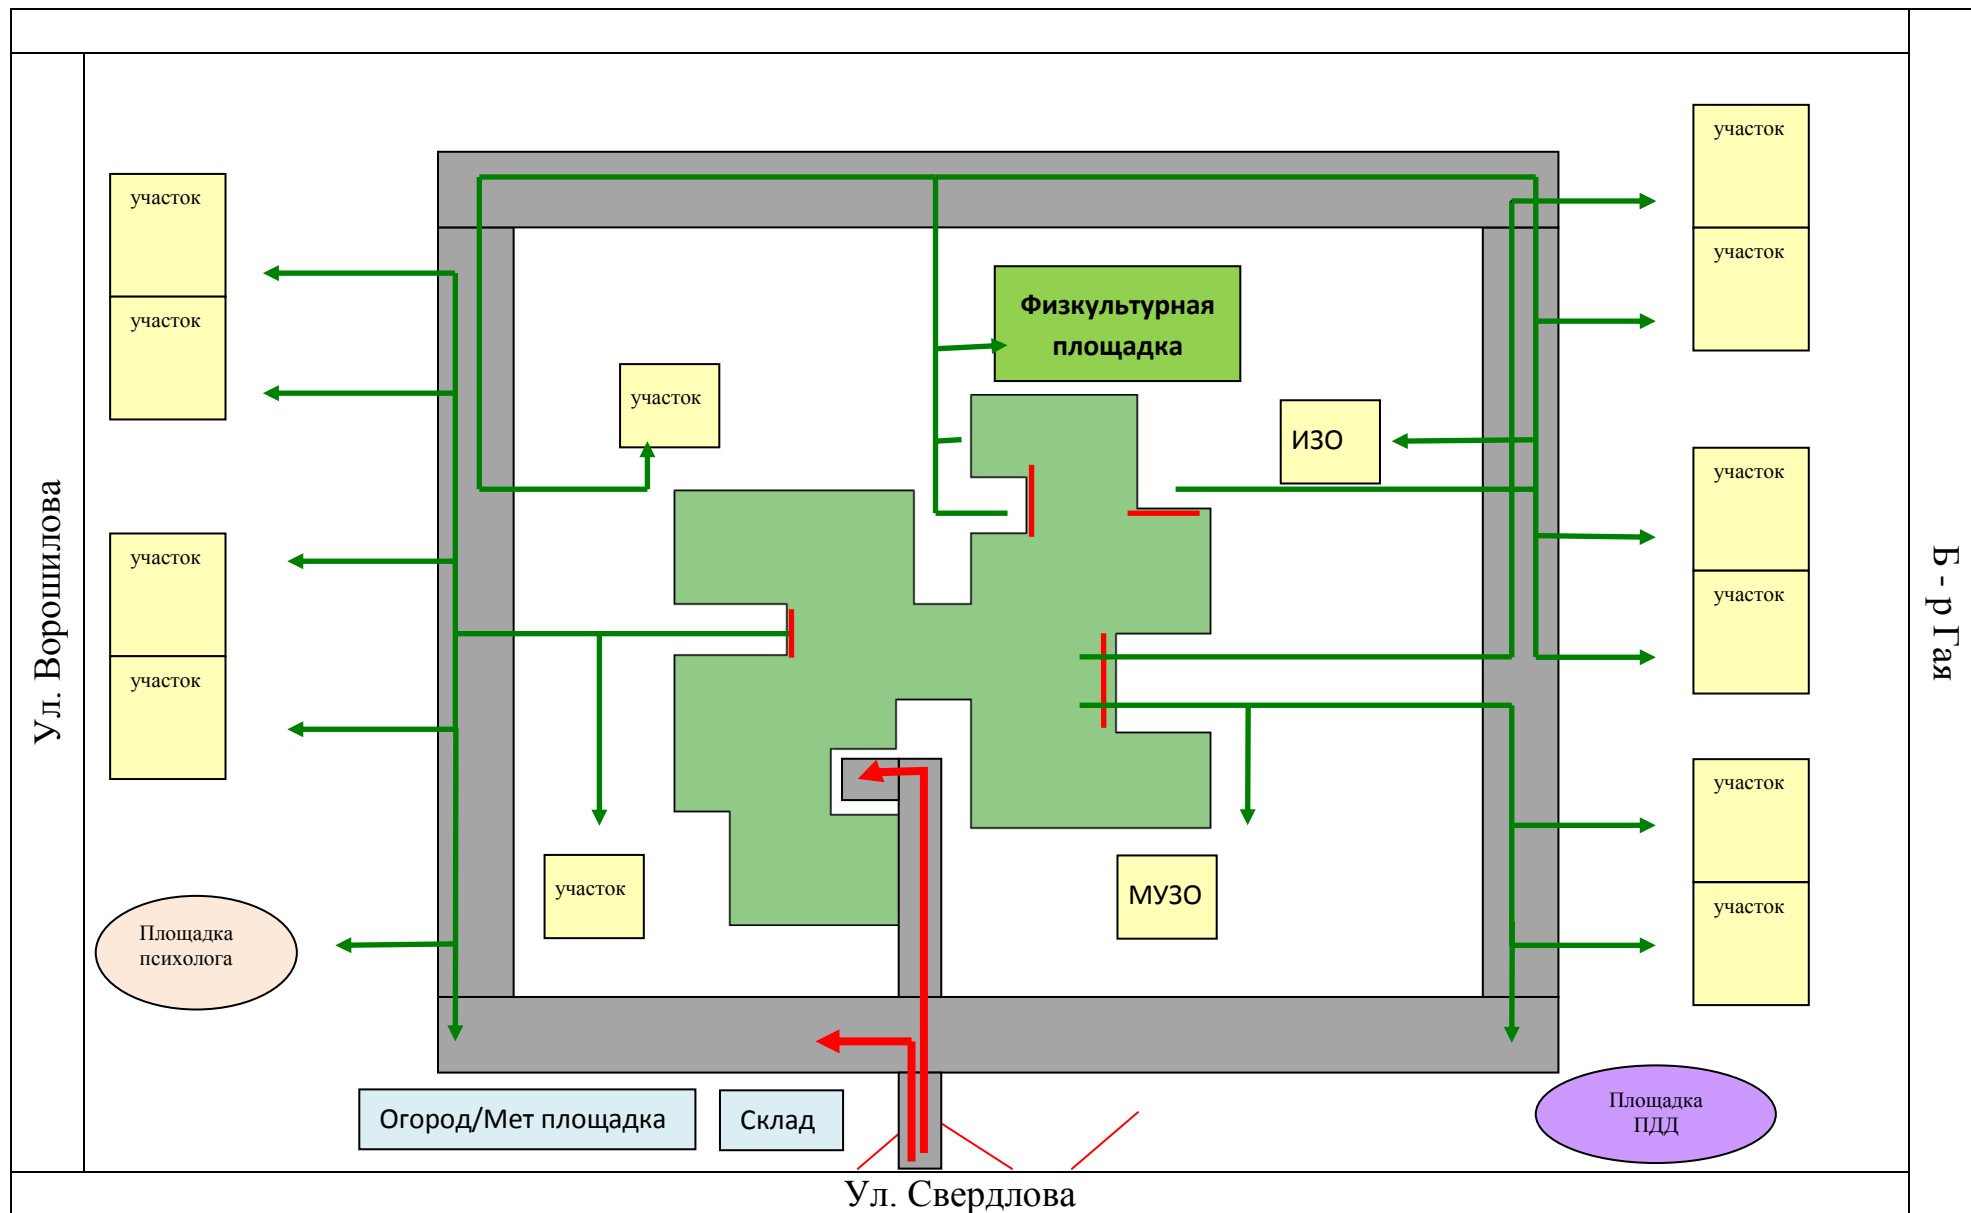 участок
участок
участок
участок
Физкультурная
площадка
участок
ИЗО
участок
участок
участок
участок
Ул. Ворошилова
Б - р Гая
участок
участок
участок
МУЗО
участок
Площадка
психолога
Огород/Мет площадка
Склад
Площадка
ПДД
Ул. Свердлова